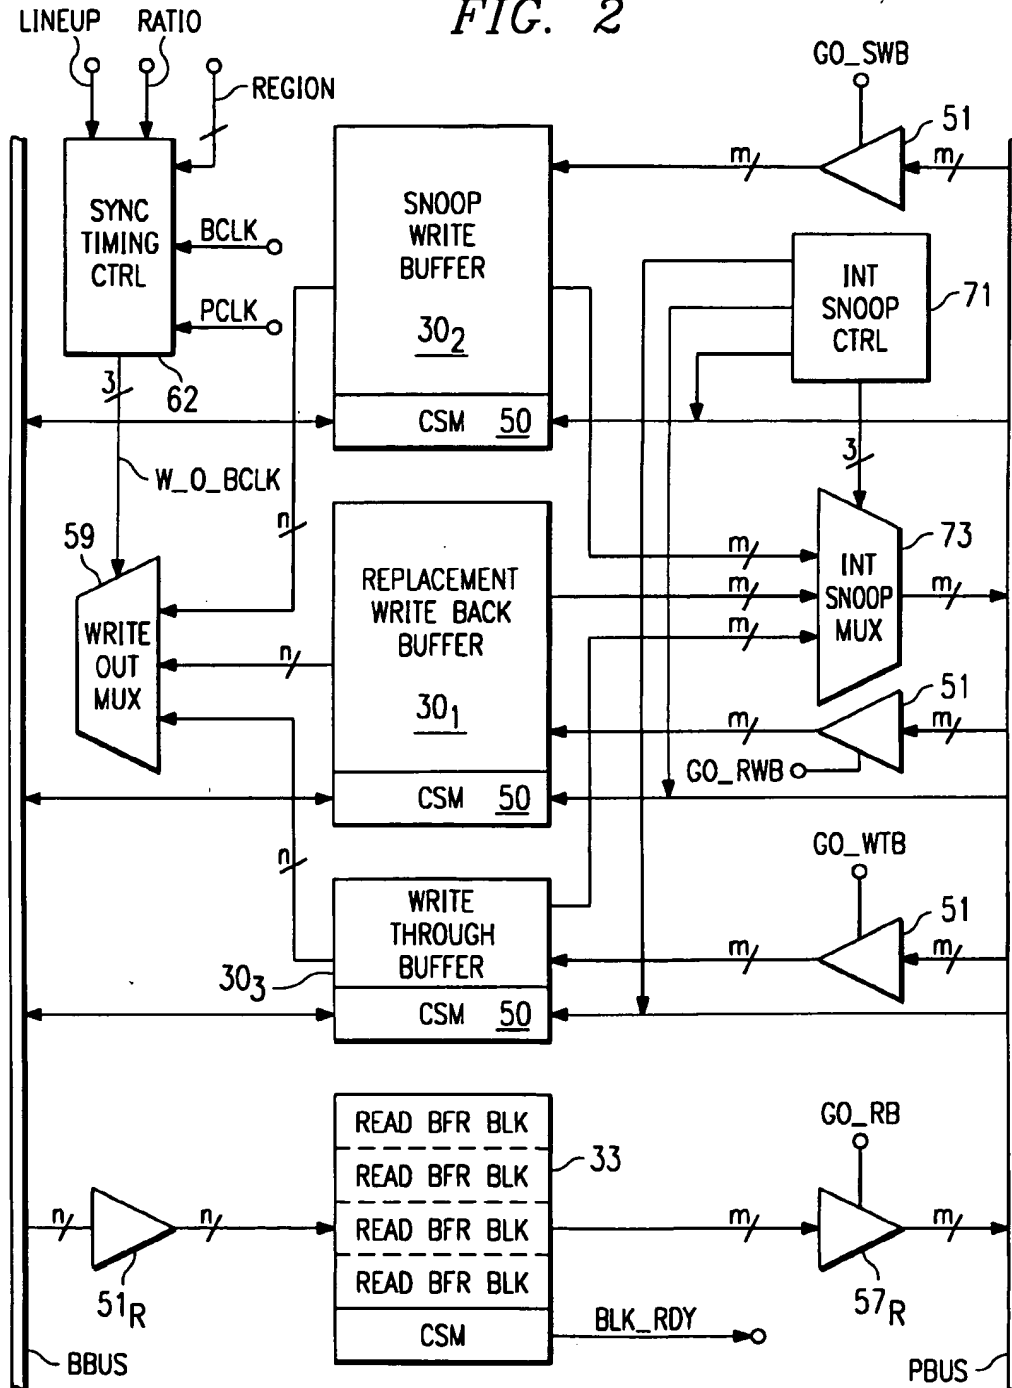 FIG. 2
LINEUP RATIO
REGION
GO_SWB
51
m m
SYNC
TIMING
CTRL
BCLK
PCLK
3
62
W_O_BCLK
SNOOP
WRITE
BUFFER
30₂
CSM 50
INT
SNOOP
CTRL
71
3
n
59
WRITE
OUT
MUX
n
n
REPLACEMENT
WRITE BACK
BUFFER
30₁
CSM 50
m
m
m
INT
SNOOP
MUX
73
m
51
m m
GO_RWB
GO_WTB
51
m m
WRITE
THROUGH
BUFFER
30₃
CSM 50
READ BFR BLK
READ BFR BLK
READ BFR BLK
READ BFR BLK
CSM
33
n n
51R
GO_RB
m m
57R
BLK_RDY
BBUS
PBUS